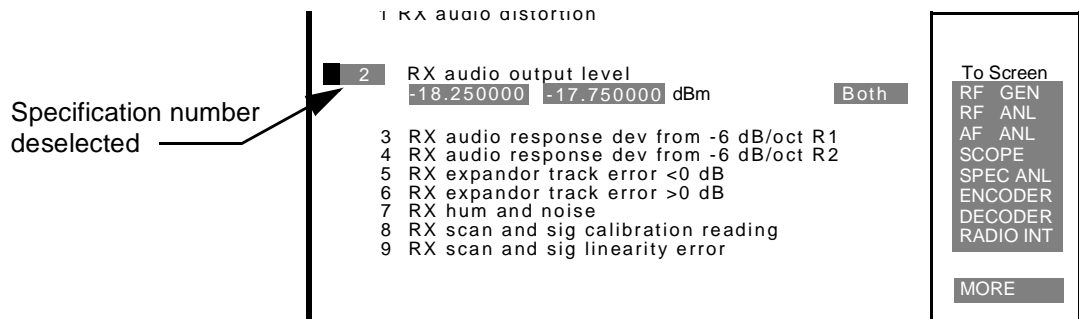 1 RX audio distortion
Specification number
deselected
2 RX audio output level
-18.250000 -17.750000 dBm Both
3 RX audio response dev from -6 dB/oct R1
4 RX audio response dev from -6 dB/oct R2
5 RX expandor track error <0 dB
6 RX expandor track error >0 dB
7 RX hum and noise
8 RX scan and sig calibration reading
9 RX scan and sig linearity error
To Screen
RF GEN
RF ANL
AF ANL
SCOPE
SPEC ANL
ENCODER
DECODER
RADIO INT
MORE